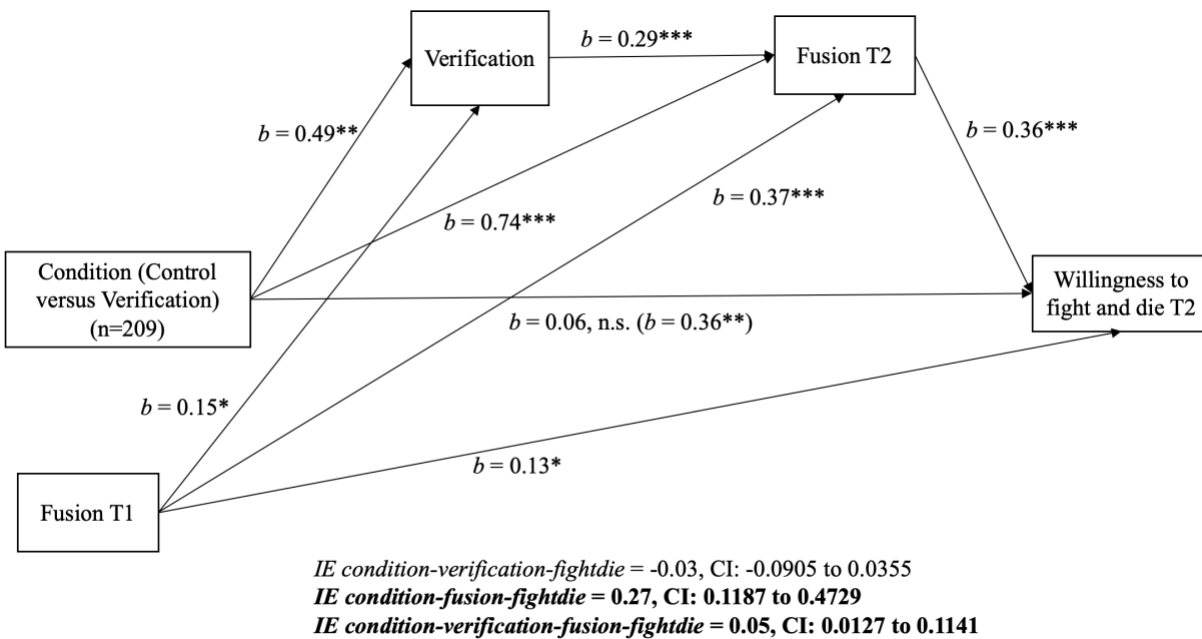 Verification
b = 0.29***
Fusion T2
b = 0.49**
b = 0.36***
b = 0.74***
b = 0.37***
Condition (Control
versus Verification)
(n=209)
Willingness to
fight and die T2
b = 0.06, n.s. (b = 0.36**)
b = 0.15*
b = 0.13*
Fusion T1
IE condition-verification-fightdie = -0.03, CI: -0.0905 to 0.0355
IE condition-fusion-fightdie = 0.27, CI: 0.1187 to 0.4729
IE condition-verification-fusion-fightdie = 0.05, CI: 0.0127 to 0.1141